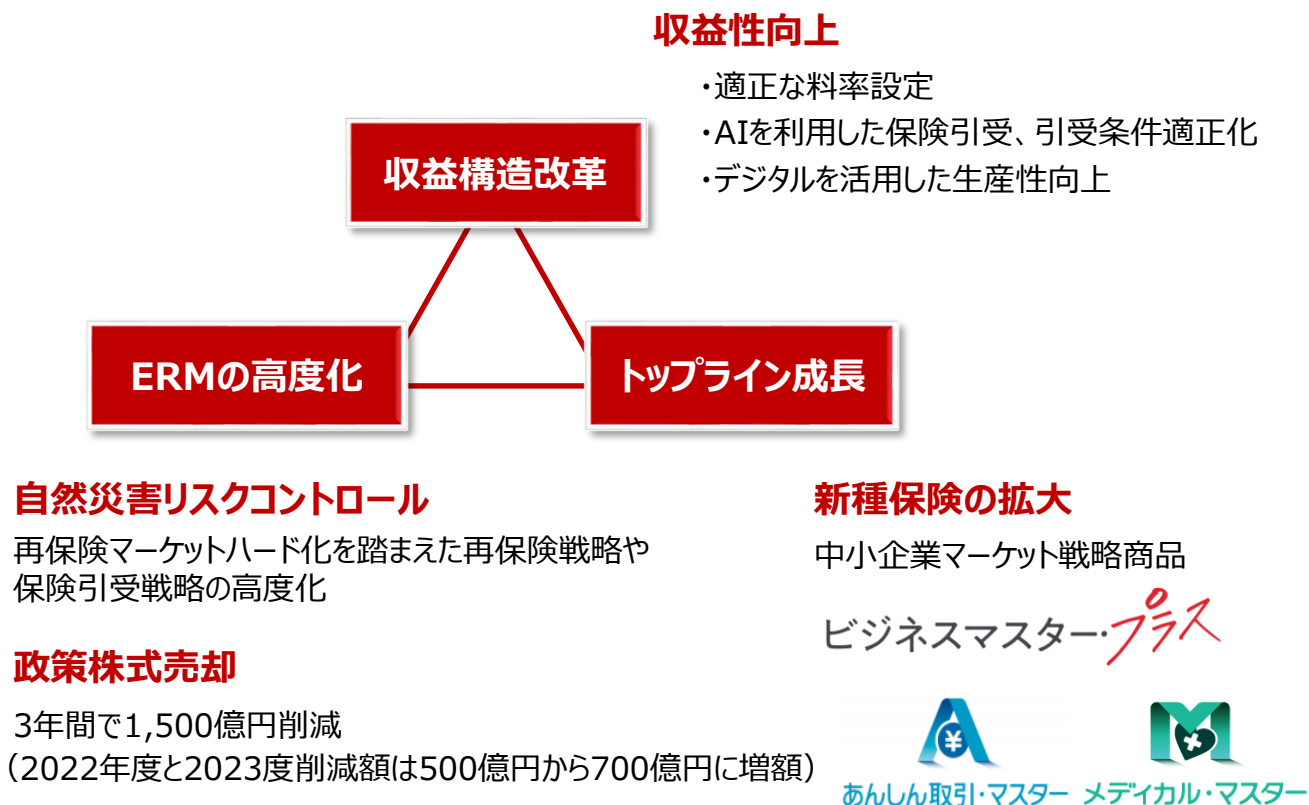 収益性向上
・適正な料率設定
・AIを利用した保険引受、引受条件適正化
・デジタルを活用した生産性向上
収益構造改革
ERMの高度化
トップライン成長
自然災害リスクコントロール
再保険マーケットハード化を踏まえた再保険戦略や
保険引受戦略の高度化
政策株式売却
3年間で1,500億円削減
（2022年度と2023度削減額は500億円から700億円に増額）
新種保険の拡大
中小企業マーケット戦略商品
ビジネスマスター・プラス
¥
あんしん取引・マスター
メディカル・マスター